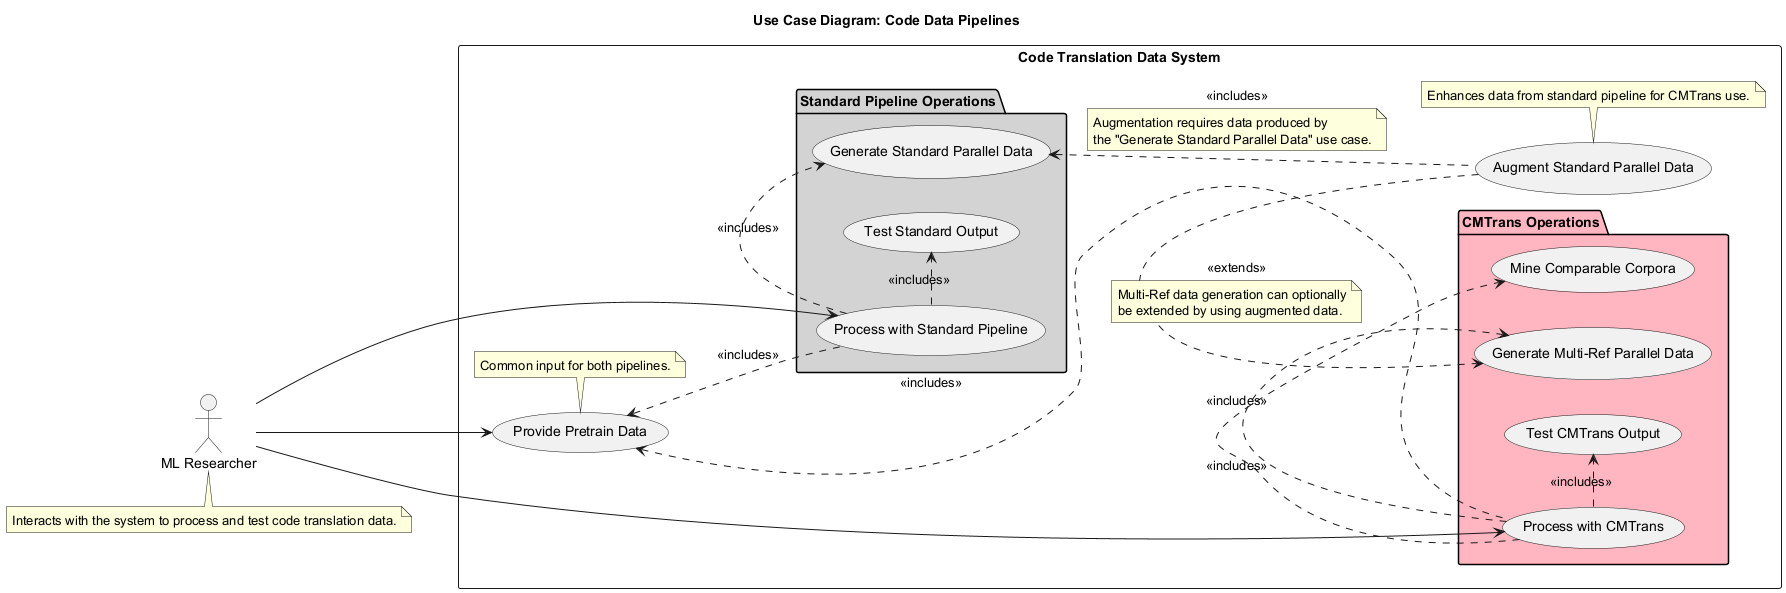 Use Case Diagram: Code Data Pipelines
Code Translation Data System
Standard Pipeline Operations
Generate Standard Parallel Data
«includes»
Test Standard Output
«includes»
Process with Standard Pipeline
«includes»
«includes»
Common input for both pipelines.
Provide Pretrain Data
ML Researcher
Interacts with the system to process and test code translation data.
«includes»
Augmentation requires data produced by
the "Generate Standard Parallel Data" use case.
Enhances data from standard pipeline for CMTrans use.
Augment Standard Parallel Data
«extends»
Multi-Ref data generation can optionally
be extended by using augmented data.
CMTrans Operations
Mine Comparable Corpora
Generate Multi-Ref Parallel Data
«includes»
Test CMTrans Output
«includes»
«includes»
Process with CMTrans